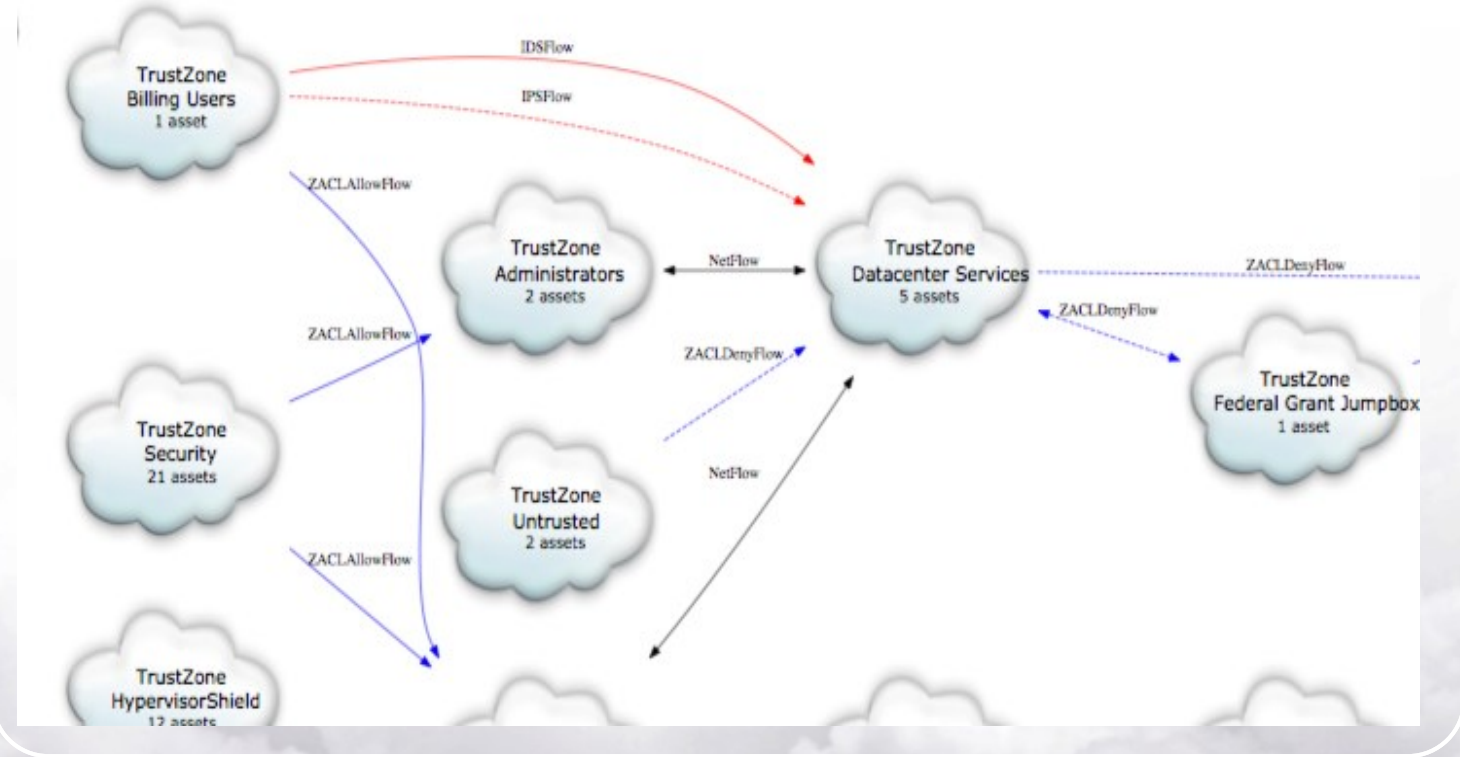 IDSFlow
TrustZone
Billing Users
1 asset
IPSFlow
ZACLAllowFlow
TrustZone
Administrators
2 assets
NetFlow
TrustZone
Datacenter Services
5 assets
ZACLDenyFlow
ZACLDenyFlow
ZACLAllowFlow
ZACLDenyFlow
TrustZone
Federal Grant Jumpbox
1 asset
TrustZone
Security
21 assets
NetFlow
TrustZone
Untrusted
2 assets
ZACLAllowFlow
TrustZone
HypervisorShield
12 assets